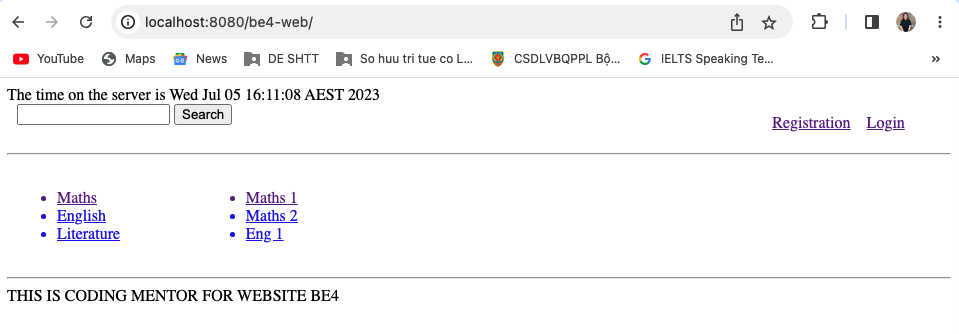 localhost:8080/be4-web/
YouTube Maps News DE SHTT So huu tri tue co L... CSDLVBQPPL Bộ... IELTS Speaking Te... »
The time on the server is Wed Jul 05 16:11:08 AEST 2023
Search
Registration Login
Maths Maths 1
English Maths 2
Literature Eng 1
THIS IS CODING MENTOR FOR WEBSITE BE4